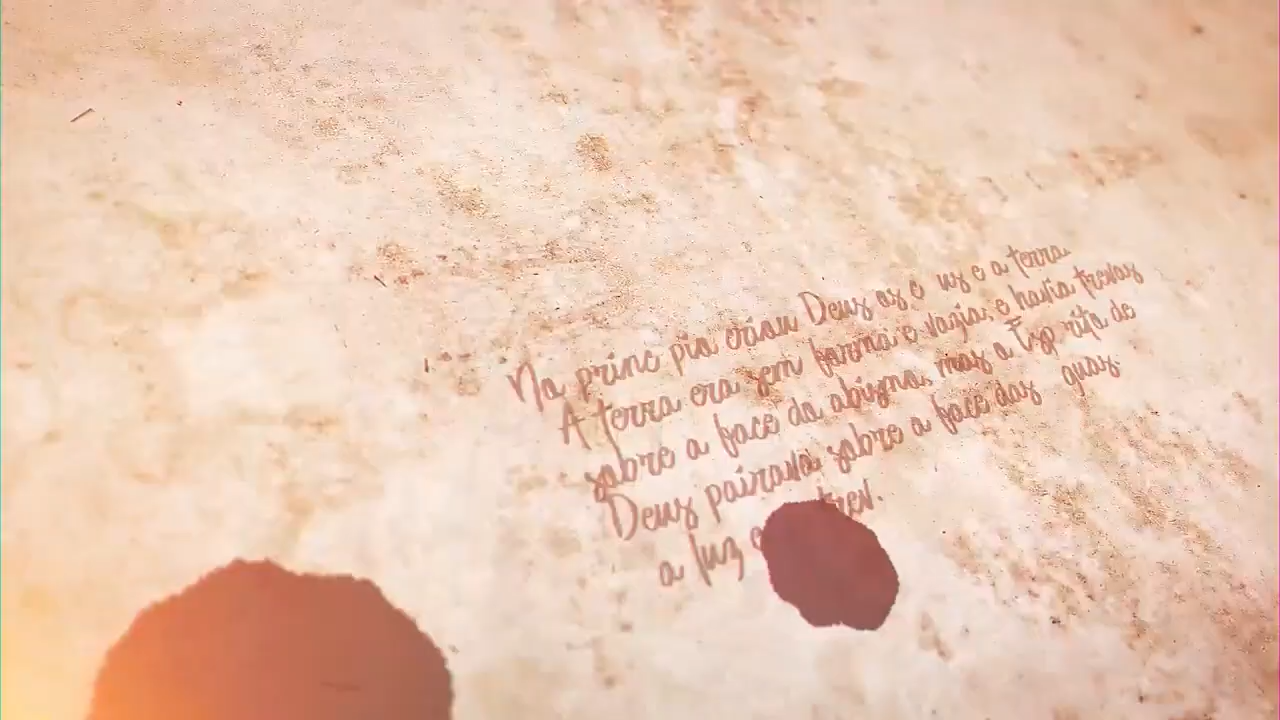 No princ pio criou Deus os c us e a terra.
A terra era sem forma e vazia; e havia trevas
sobre a face do abismo, mas o Esp rito de
Deus pairava sobre a face das guas.
a luz trev.